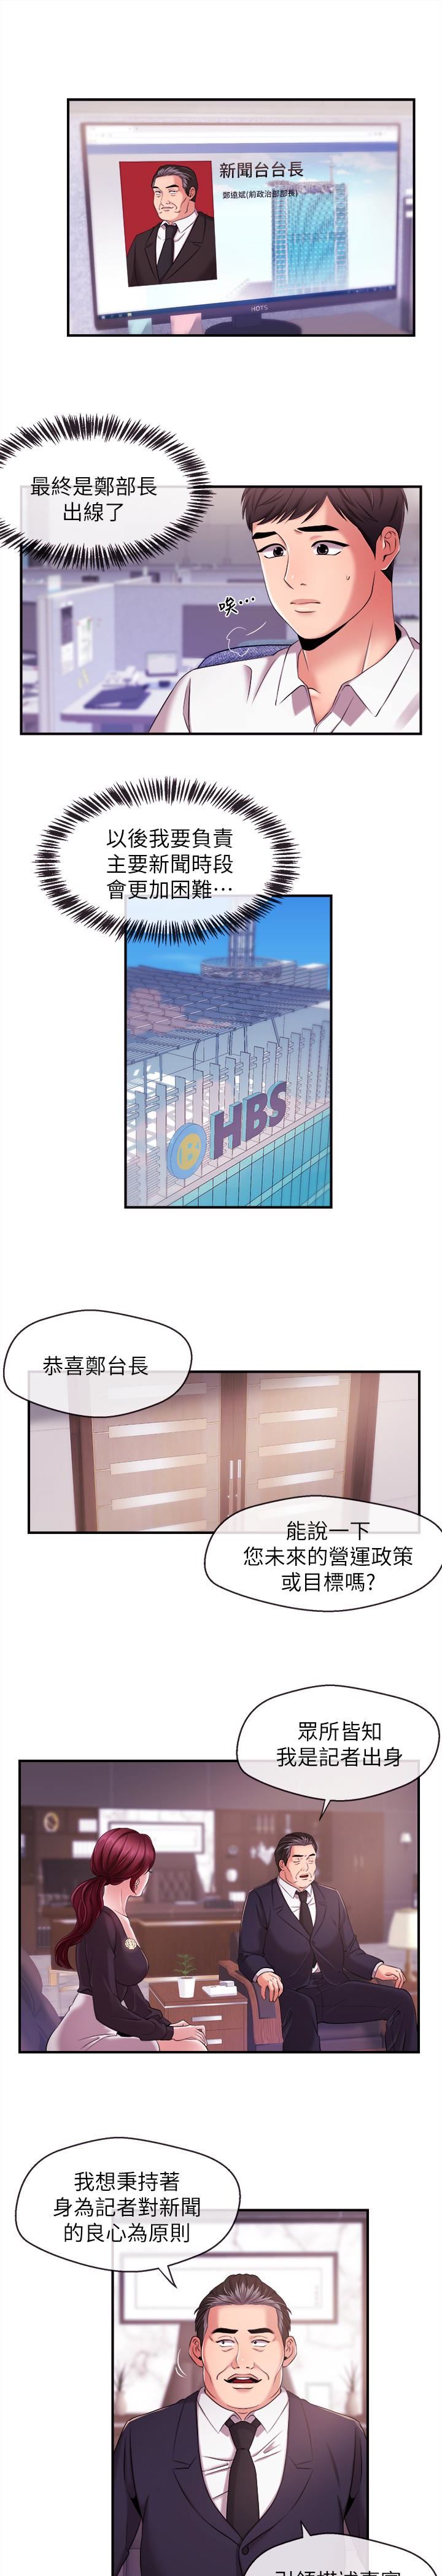 新聞台台長
鄭遠斌(前政治部部長)
HDTS
最終是鄭部長
出線了
唉…
以後我要負責
主要新聞時段
會更加困難…
HBS
恭喜鄭台長
能說一下
您未來的營運政策
或目標嗎?
眾所皆知
我是記者出身
我想秉持著
身為記者對新聞
的良心為原則